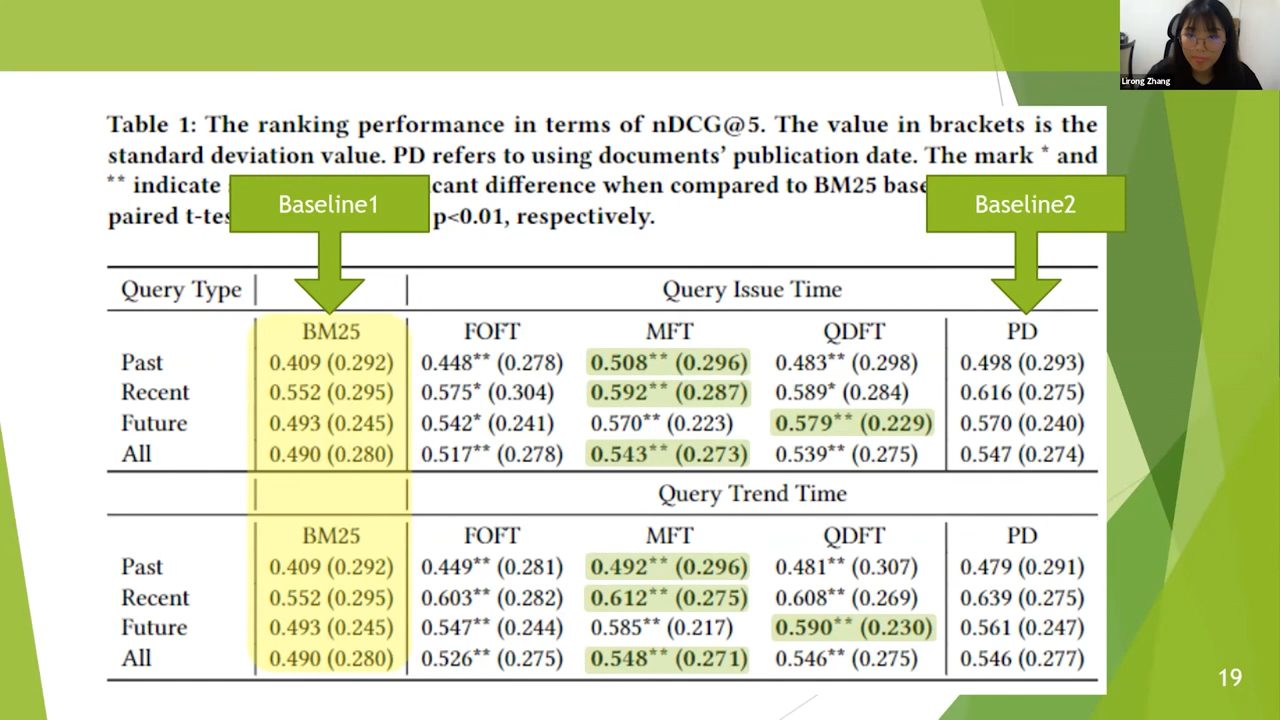 Lirong Zhang
Table 1: The ranking performance in terms of nDCG@5. The value in brackets is the
standard deviation value. PD refers to using documents’ publication date. The mark * and
** indicate cant difference when compared to BM25
paired p<0.01, respectively.
Baseline1
Baseline2
Query Type | | Query Issue Time
BM25 FOFT MFT QDFT PD
Past 0.409 (0.292) 0.448** (0.278) 0.508** (0.296) 0.483** (0.298) 0.498 (0.293)
Recent 0.552 (0.295) 0.575* (0.304) 0.592** (0.287) 0.589* (0.284) 0.616 (0.275)
Future 0.493 (0.245) 0.542* (0.241) 0.570** (0.223) 0.579** (0.229) 0.570 (0.240)
All 0.490 (0.280) 0.517** (0.278) 0.543** (0.273) 0.539** (0.275) 0.547 (0.274)
Query Trend Time
BM25 FOFT MFT QDFT PD
Past 0.409 (0.292) 0.449** (0.281) 0.492** (0.296) 0.481** (0.307) 0.479 (0.291)
Recent 0.552 (0.295) 0.603** (0.282) 0.612** (0.275) 0.608** (0.269) 0.639 (0.275)
Future 0.493 (0.245) 0.547** (0.244) 0.585** (0.217) 0.590** (0.230) 0.561 (0.247)
All 0.490 (0.280) 0.526** (0.275) 0.548** (0.271) 0.546** (0.275) 0.546 (0.277)
19